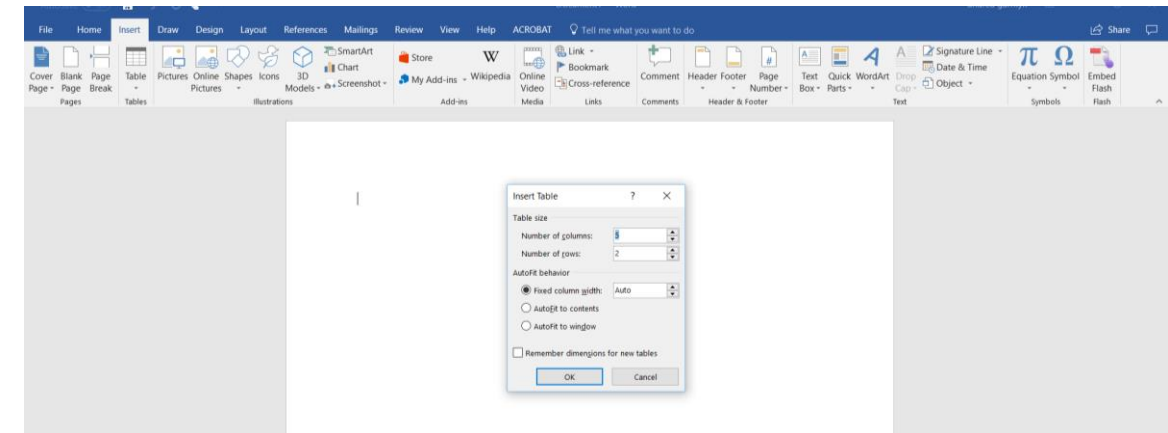 File Home Insert Draw Design Layout References Mailings Review View Help ACROBAT Tell me what you want to do Share
Cover Page
Blank Page
Page Break
Pages
Table
Tables
Pictures
Online Pictures
Shapes
Icons
3D Models
SmartArt
Chart
Screenshot
Illustrations
Store
My Add-ins
W
Wikipedia
Add-ins
Online Video
Media
Link
Bookmark
Cross-reference
Links
Comment
Comments
Header
Footer
#
Page Number
Header & Footer
A
Text Box
Quick Parts
A
WordArt
A
Drop Cap
Signature Line
Date & Time
Object
Text
π
Equation
Ω
Symbol
Symbols
Embed Flash
Flash
Insert Table ? ×
Table size
Number of columns: 5
Number of rows: 2
AutoFit behavior
Fixed column width: Auto
AutoFit to contents
AutoFit to window
Remember dimensions for new tables
OK Cancel